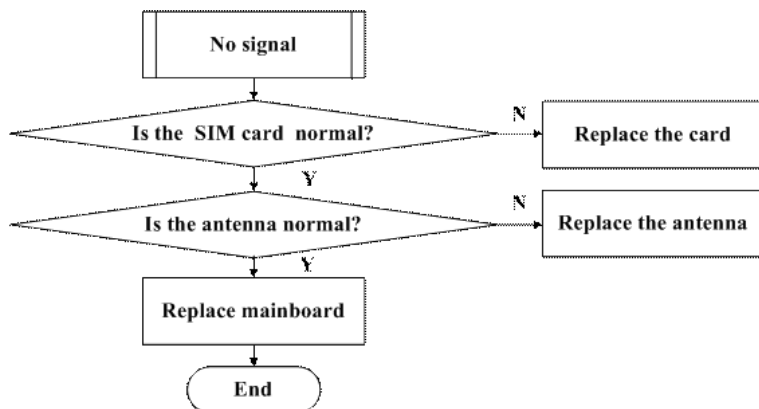 No signal
Is the SIM card normal?
N
Replace the card
Y
Is the antenna normal?
N
Replace the antenna
Y
Replace mainboard
End